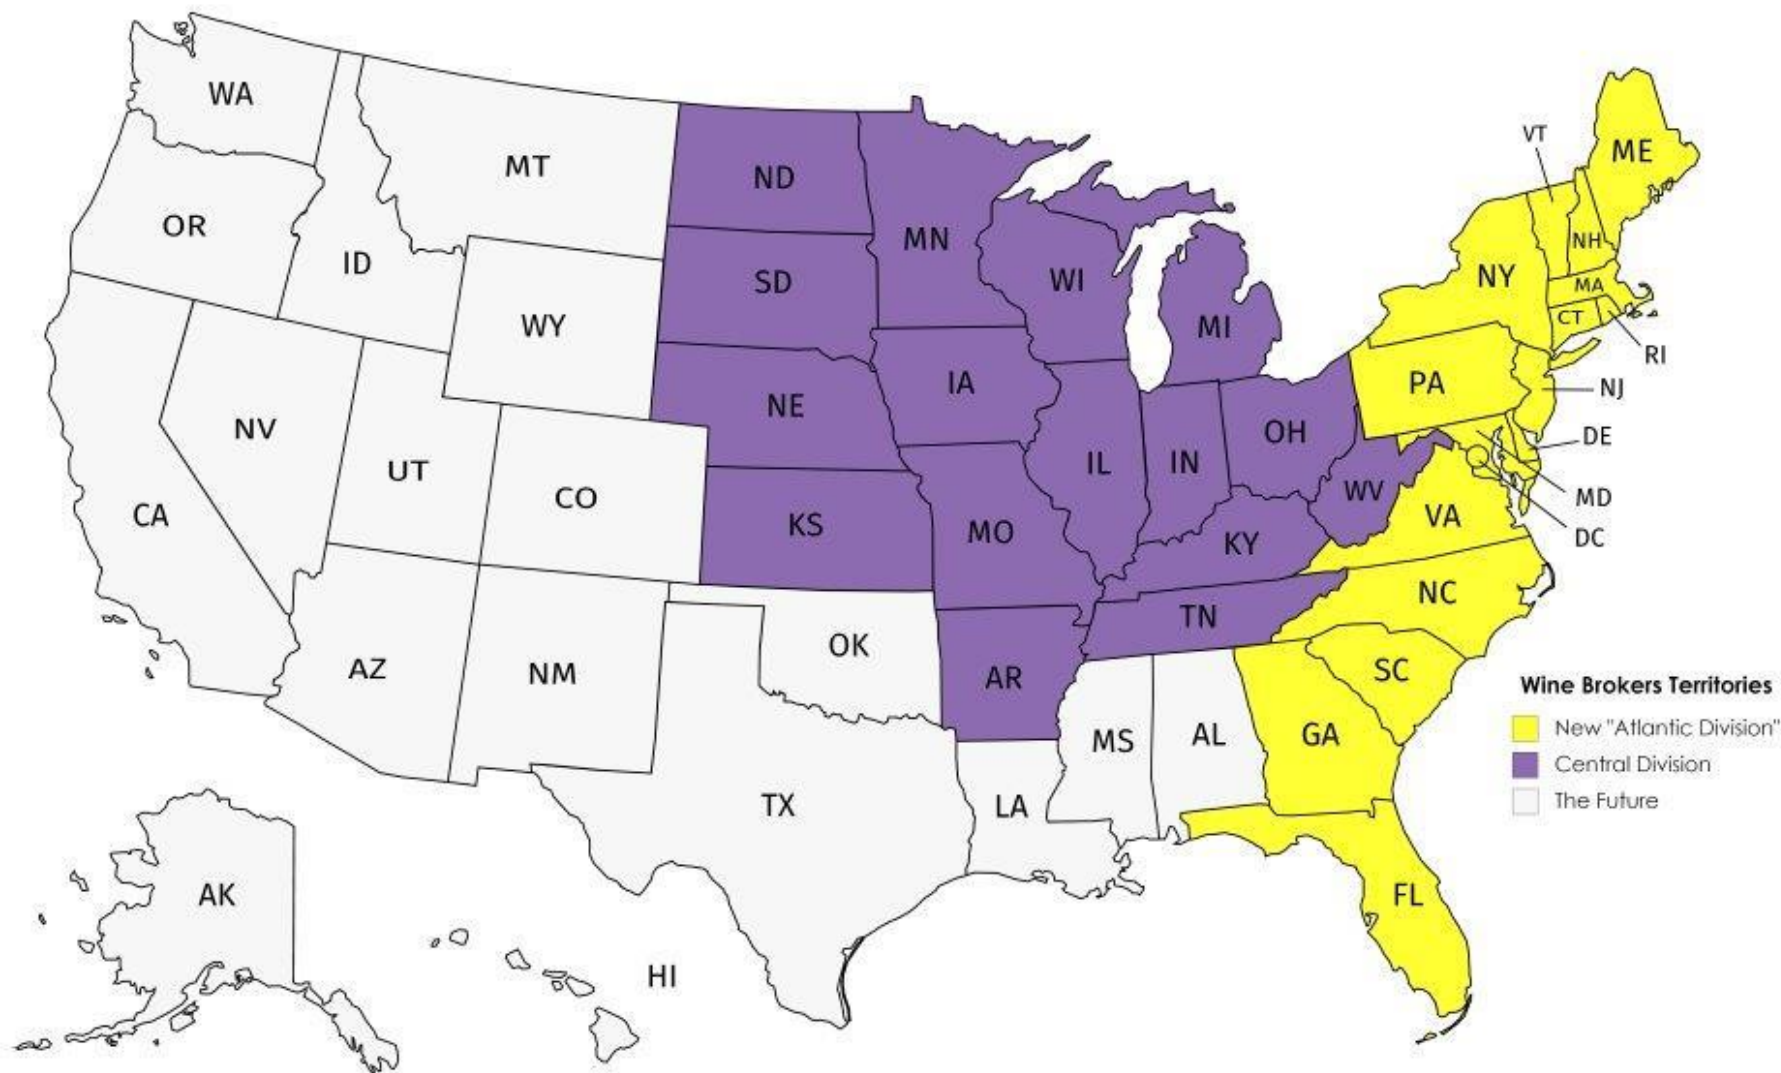 WA
MT
ND
MN
VT
ME
OR
ID
SD
WI
NY
NH
MA
WY
MI
CT
RI
NE
IA
PA
NJ
NV
UT
CO
IL
IN
OH
DE
CA
KS
MO
WV
VA
MD
KY
DC
NC
AZ
NM
OK
AR
TN
SC
TX
LA
MS
AL
GA
Wine Brokers Territories
New "Atlantic Division"
Central Division
The Future
AK
HI
FL